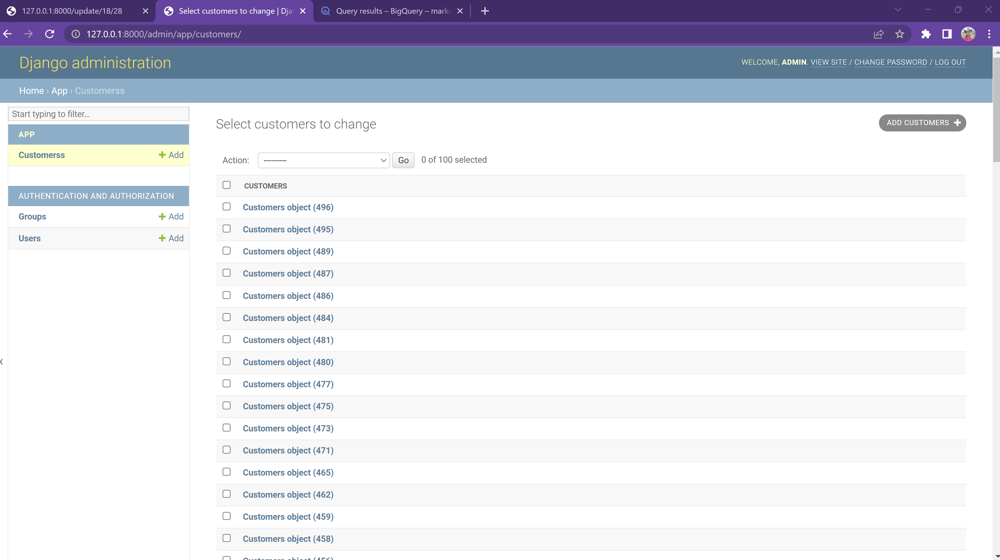 127.0.0.1:8000/update/18/28
Select customers to change | Djan
Query results – BigQuery – marke
127.0.0.1:8000/admin/app/customers/
Django administration
WELCOME, ADMIN. VIEW SITE / CHANGE PASSWORD / LOG OUT
Home › App › Customerss
Start typing to filter...
APP
Customerss
Add
AUTHENTICATION AND AUTHORIZATION
Groups
Add
Users
Add
Select customers to change
ADD CUSTOMERS
Action: --------- Go 0 of 100 selected
CUSTOMERS
Customers object (496)
Customers object (495)
Customers object (489)
Customers object (487)
Customers object (486)
Customers object (484)
Customers object (481)
Customers object (480)
Customers object (477)
Customers object (475)
Customers object (473)
Customers object (471)
Customers object (465)
Customers object (462)
Customers object (459)
Customers object (458)
Customers object (456)